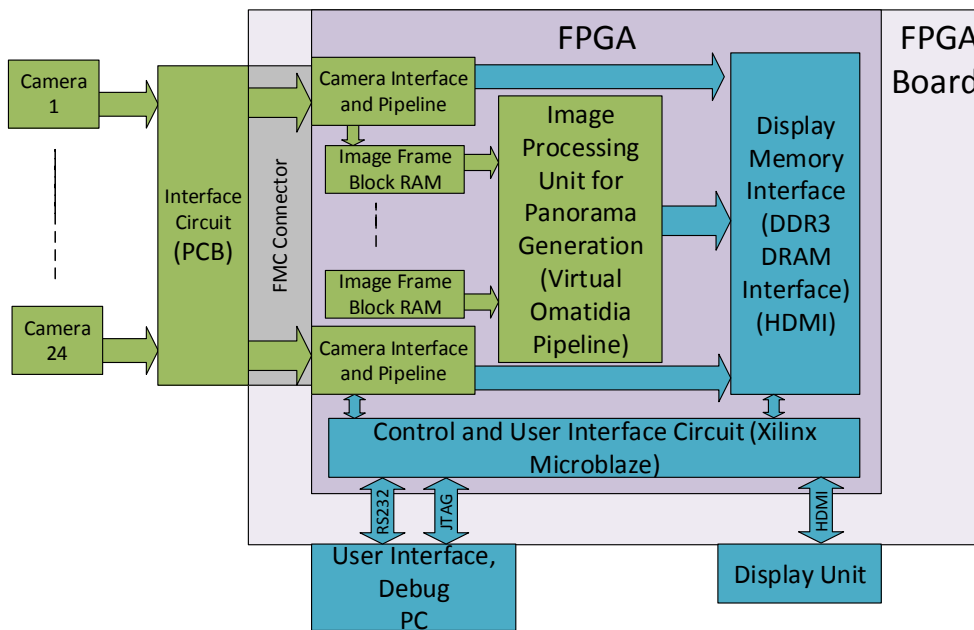 FPGA
FPGA
Board
Camera
1
Camera
24
Interface
Circuit
(PCB)
FMC Connector
Camera Interface
and Pipeline
Image Frame
Block RAM
Image Frame
Block RAM
Camera Interface
and Pipeline
Image
Processing
Unit for
Panorama
Generation
(Virtual
Omatidia
Pipeline)
Display
Memory
Interface
(DDR3
DRAM
Interface)
(HDMI)
Control and User Interface Circuit (Xilinx
Microblaze)
RS232
JTAG
HDMI
User Interface,
Debug
PC
Display Unit